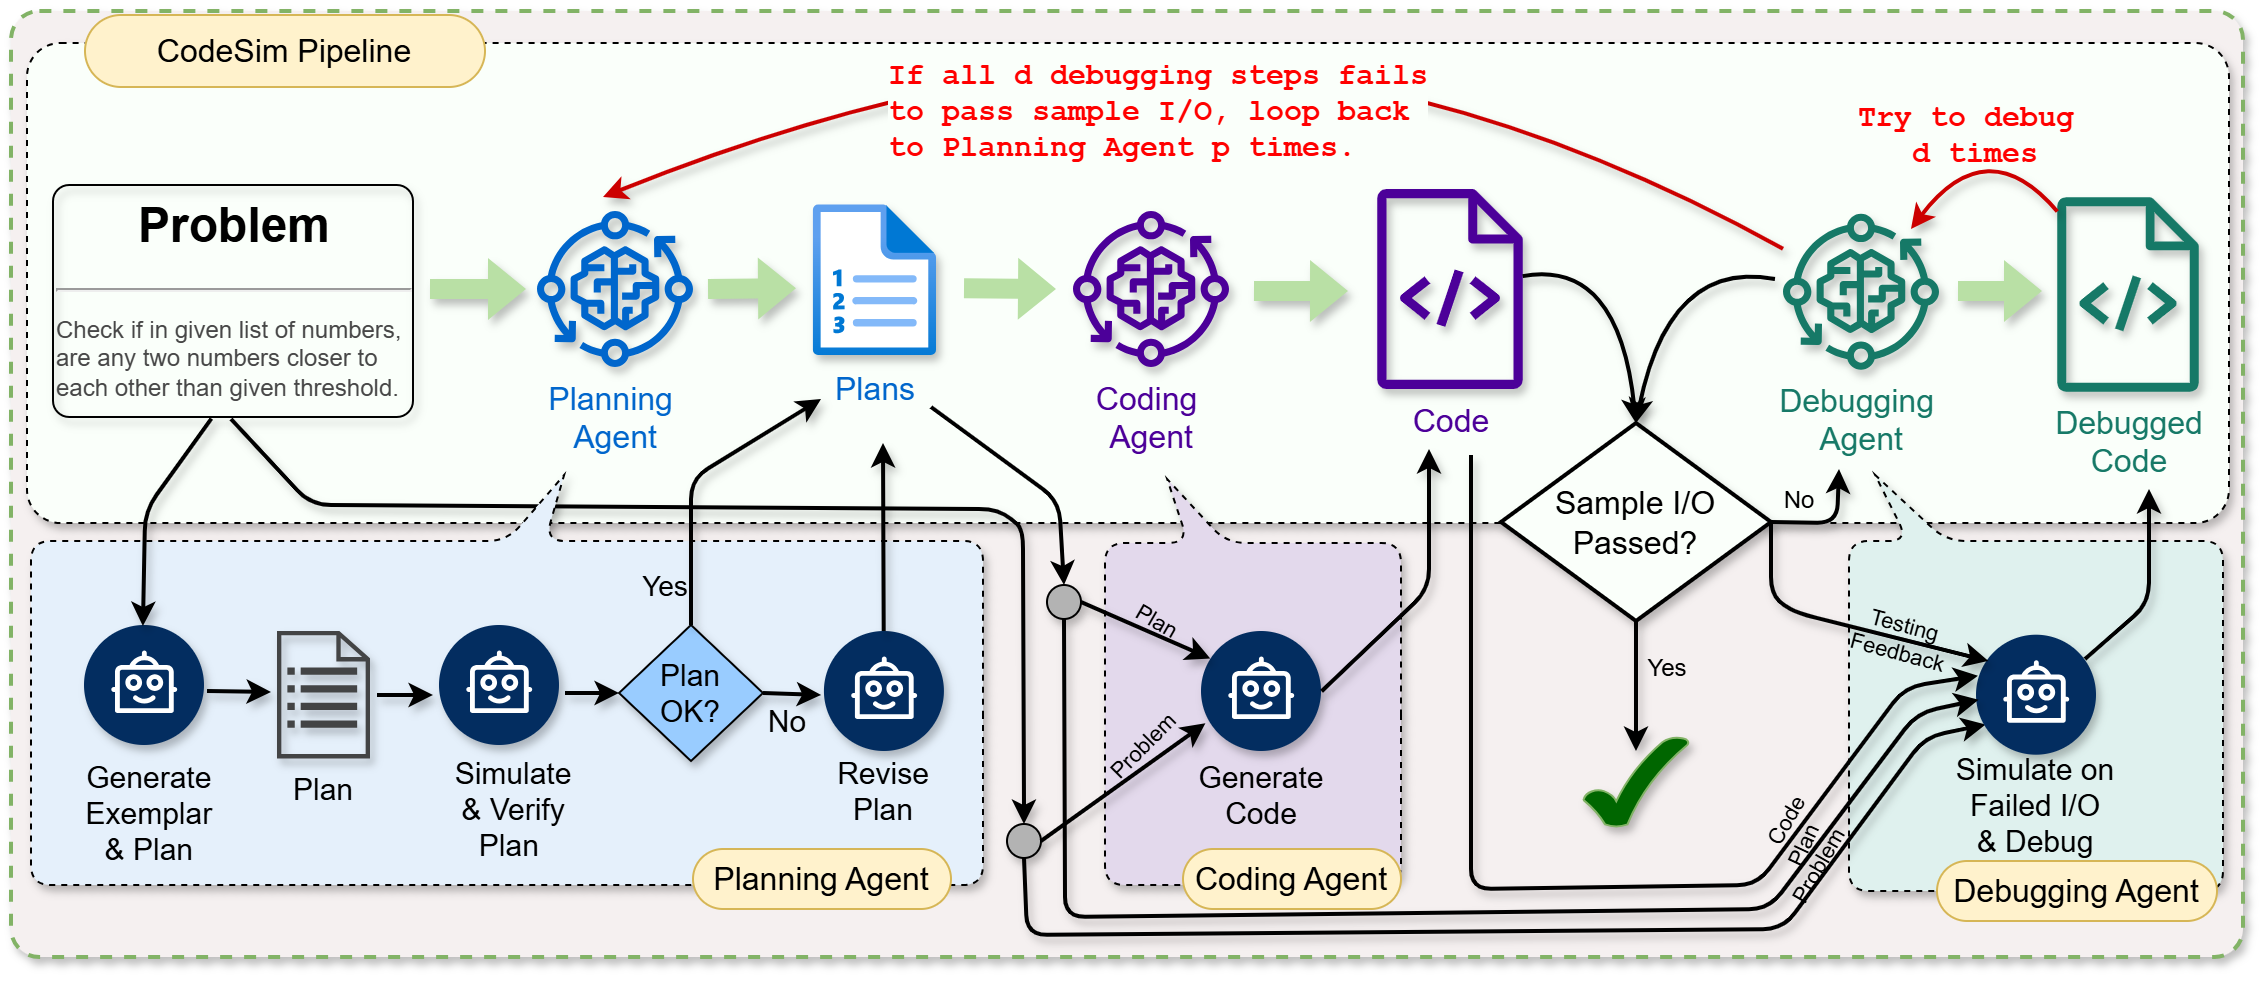 CodeSim Pipeline
If all d debugging steps fails
to pass sample I/O, loop back
to Planning Agent p times.
Try to debug
d times
Problem
Check if in given list of numbers,
are any two numbers closer to
each other than given threshold.
Planning
Agent
1
2
3
Plans
Coding
Agent
</>
Code
Debugging
Agent
</>
Debugged
Code
Sample I/O
Passed?
No
Yes
Yes
Plan
OK?
No
Generate
Exemplar
& Plan
Plan
Simulate
& Verify
Plan
Revise
Plan
Planning Agent
Plan
Problem
Generate
Code
Coding Agent
Testing
Feedback
Code
Plan
Problem
Simulate on
Failed I/O
& Debug
Debugging Agent